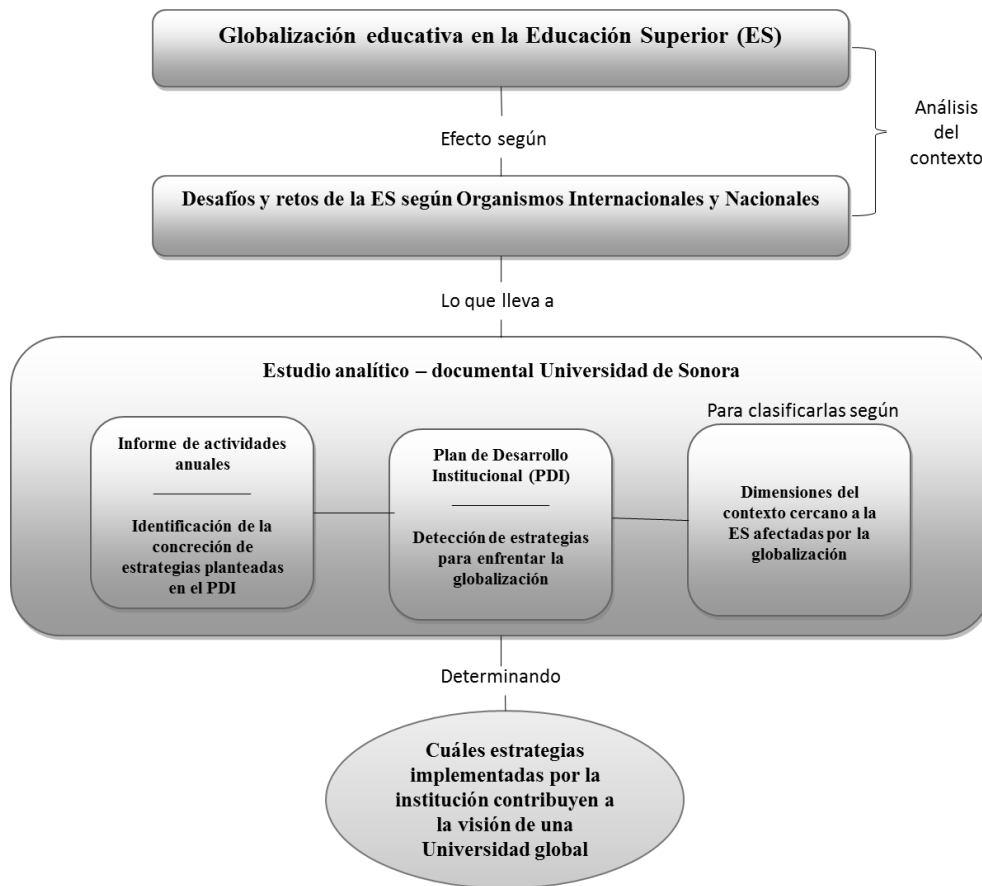 Globalización educativa en la Educación Superior (ES)
Análisis
del
contexto
Efecto según
Desafíos y retos de la ES según Organismos Internacionales y Nacionales
Lo que lleva a
Estudio analítico – documental Universidad de Sonora
Informe de actividades
anuales
Identificación de la
concreción de
estrategias planteadas
en el PDI
Plan de Desarrollo
Institucional (PDI)
Detección de estrategias
para enfrentar la
globalización
Para clasificarlas según
Dimensiones del
contexto cercano a la
ES afectadas por la
globalización
Determinando
Cuáles estrategias
implementadas por la
institución contribuyen a
la visión de una
Universidad global